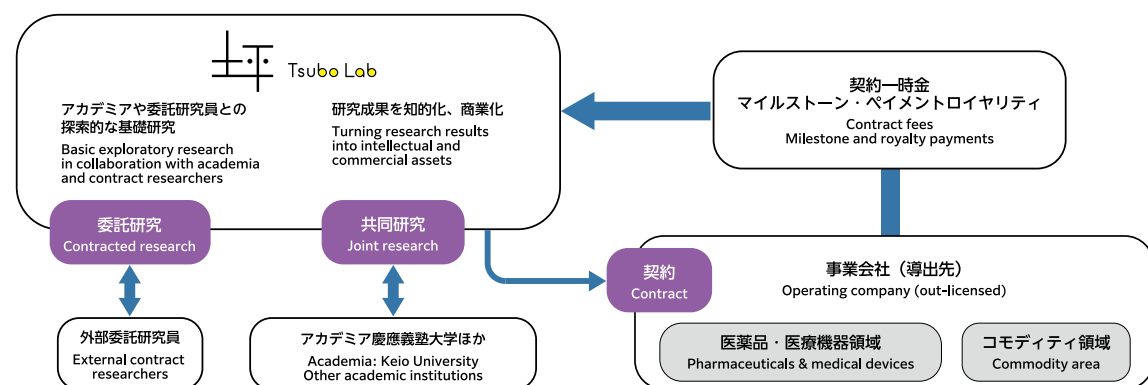 坪
Tsubo Lab
アカデミアや委託研究員との
探索的な基礎研究
Basic exploratory research
in collaboration with academia
and contract researchers
研究成果を知的化、商業化
Turning research results
into intellectual and
commercial assets
契約一時金
マイルストーン・ペイメントロイヤリティ
Contract fees
Milestone and royalty payments
委託研究
Contracted research
共同研究
Joint research
契約
Contract
事業会社（導出先）
Operating company (out-licensed)
医薬品・医療機器領域
Pharmaceuticals & medical devices
コモディティ領域
Commodity area
外部委託研究員
External contract
researchers
アカデミア慶應義塾大学ほか
Academia: Keio University
Other academic institutions